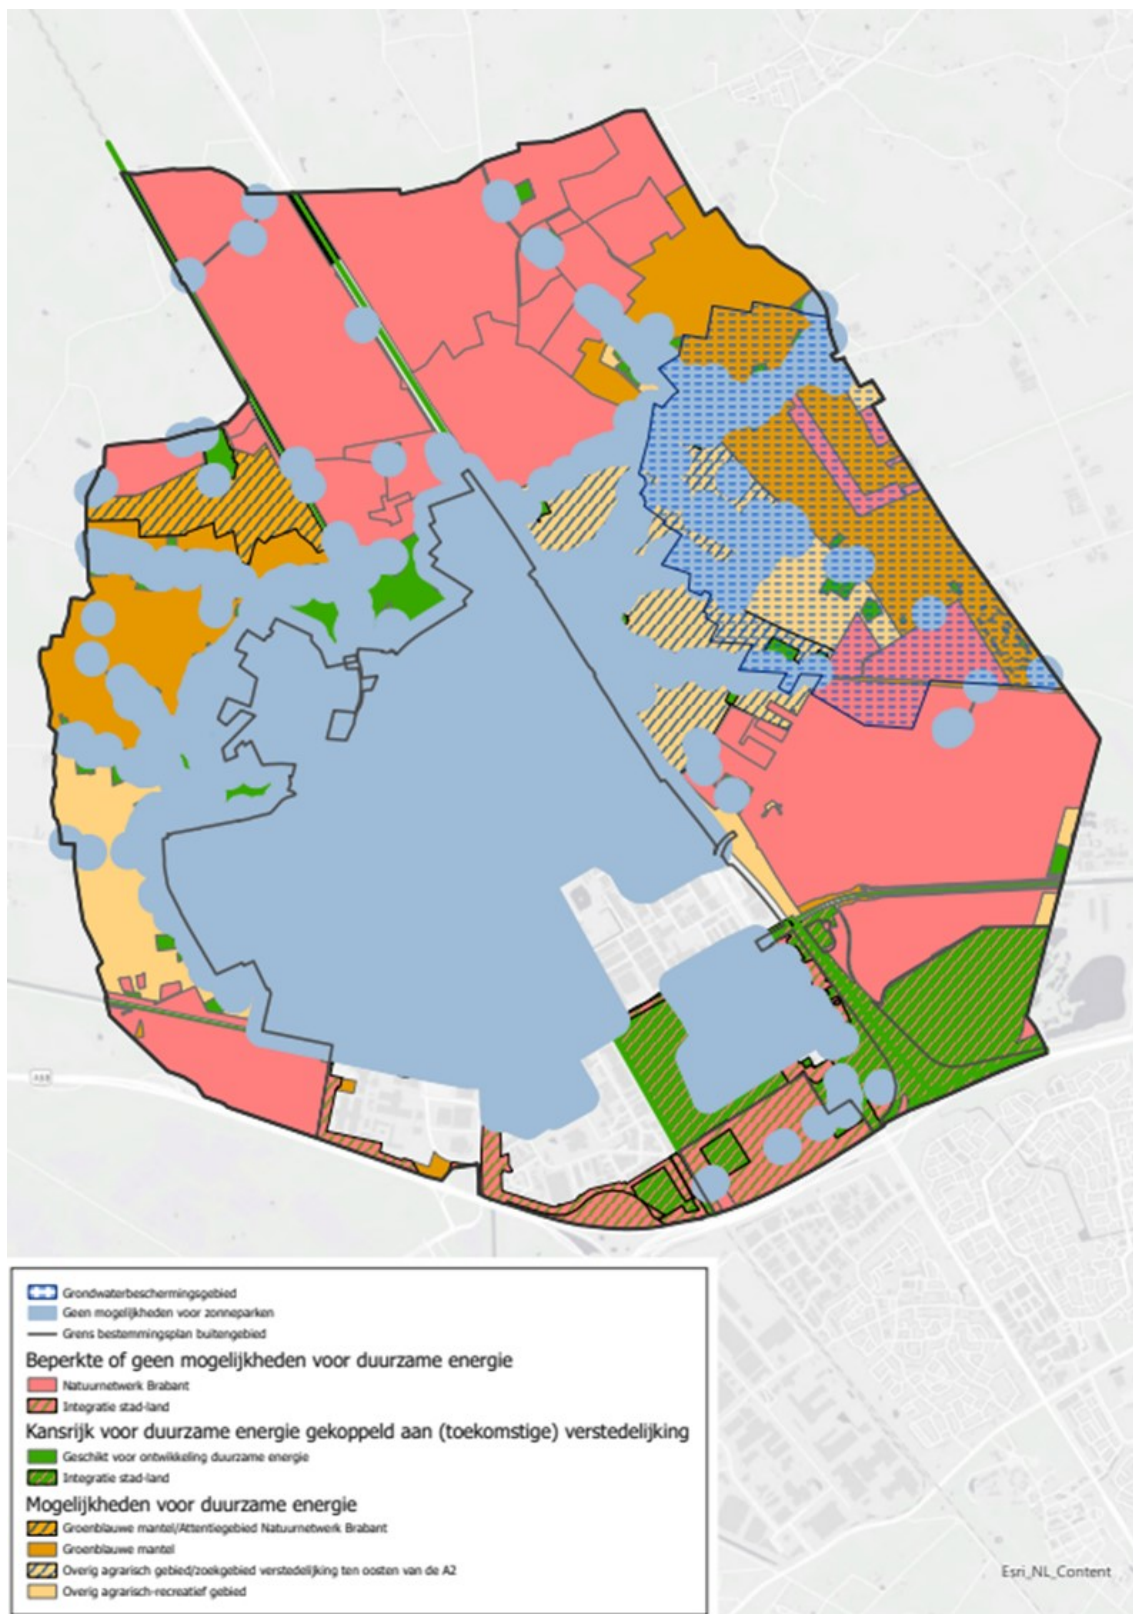 A58
Grondwaterbeschermingsgebied
Geen mogelijkheden voor zonneparken
Grens bestemmingsplan buitengebied
Beperkte of geen mogelijkheden voor duurzame energie
Natuurnetwerk Brabant
Integratie stad-land
Kansrijk voor duurzame energie gekoppeld aan (toekomstige) verstedelijking
Geschikt voor ontwikkeling duurzame energie
Integratie stad-land
Mogelijkheden voor duurzame energie
Groenblauwe mantel/Attentiegebied Natuurnetwerk Brabant
Groenblauwe mantel
Overig agrarisch gebied/zoekgebied verstedelijking ten oosten van de A2
Overig agrarisch-recreatief gebied
Esri_NL_Content